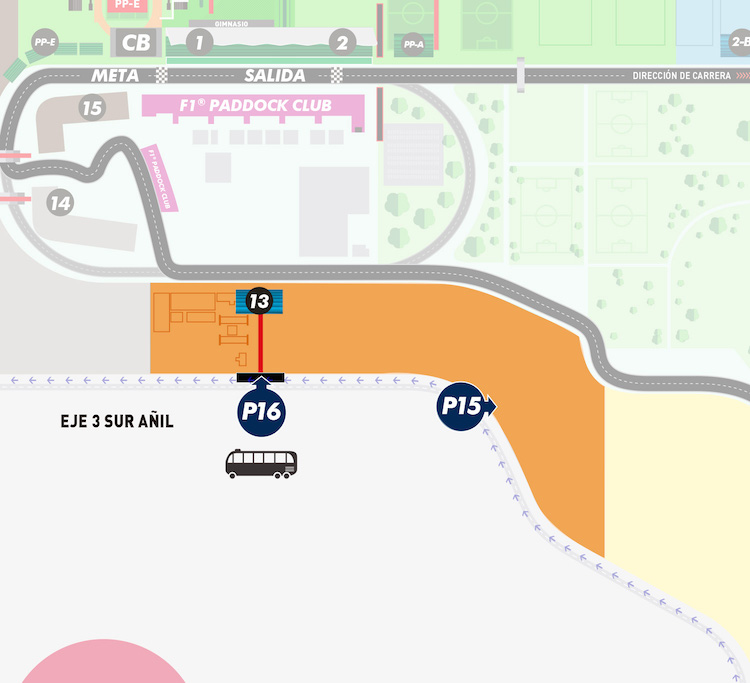 PP-E
GIMNASIO
PP-E
CB
1
2
PP-A
2-B
META
SALIDA
DIRECCIÓN DE CARRERA
15
F1® PADDOCK CLUB
F1® PADDOCK CLUB
14
13
P16
P15
EJE 3 SUR AÑIL